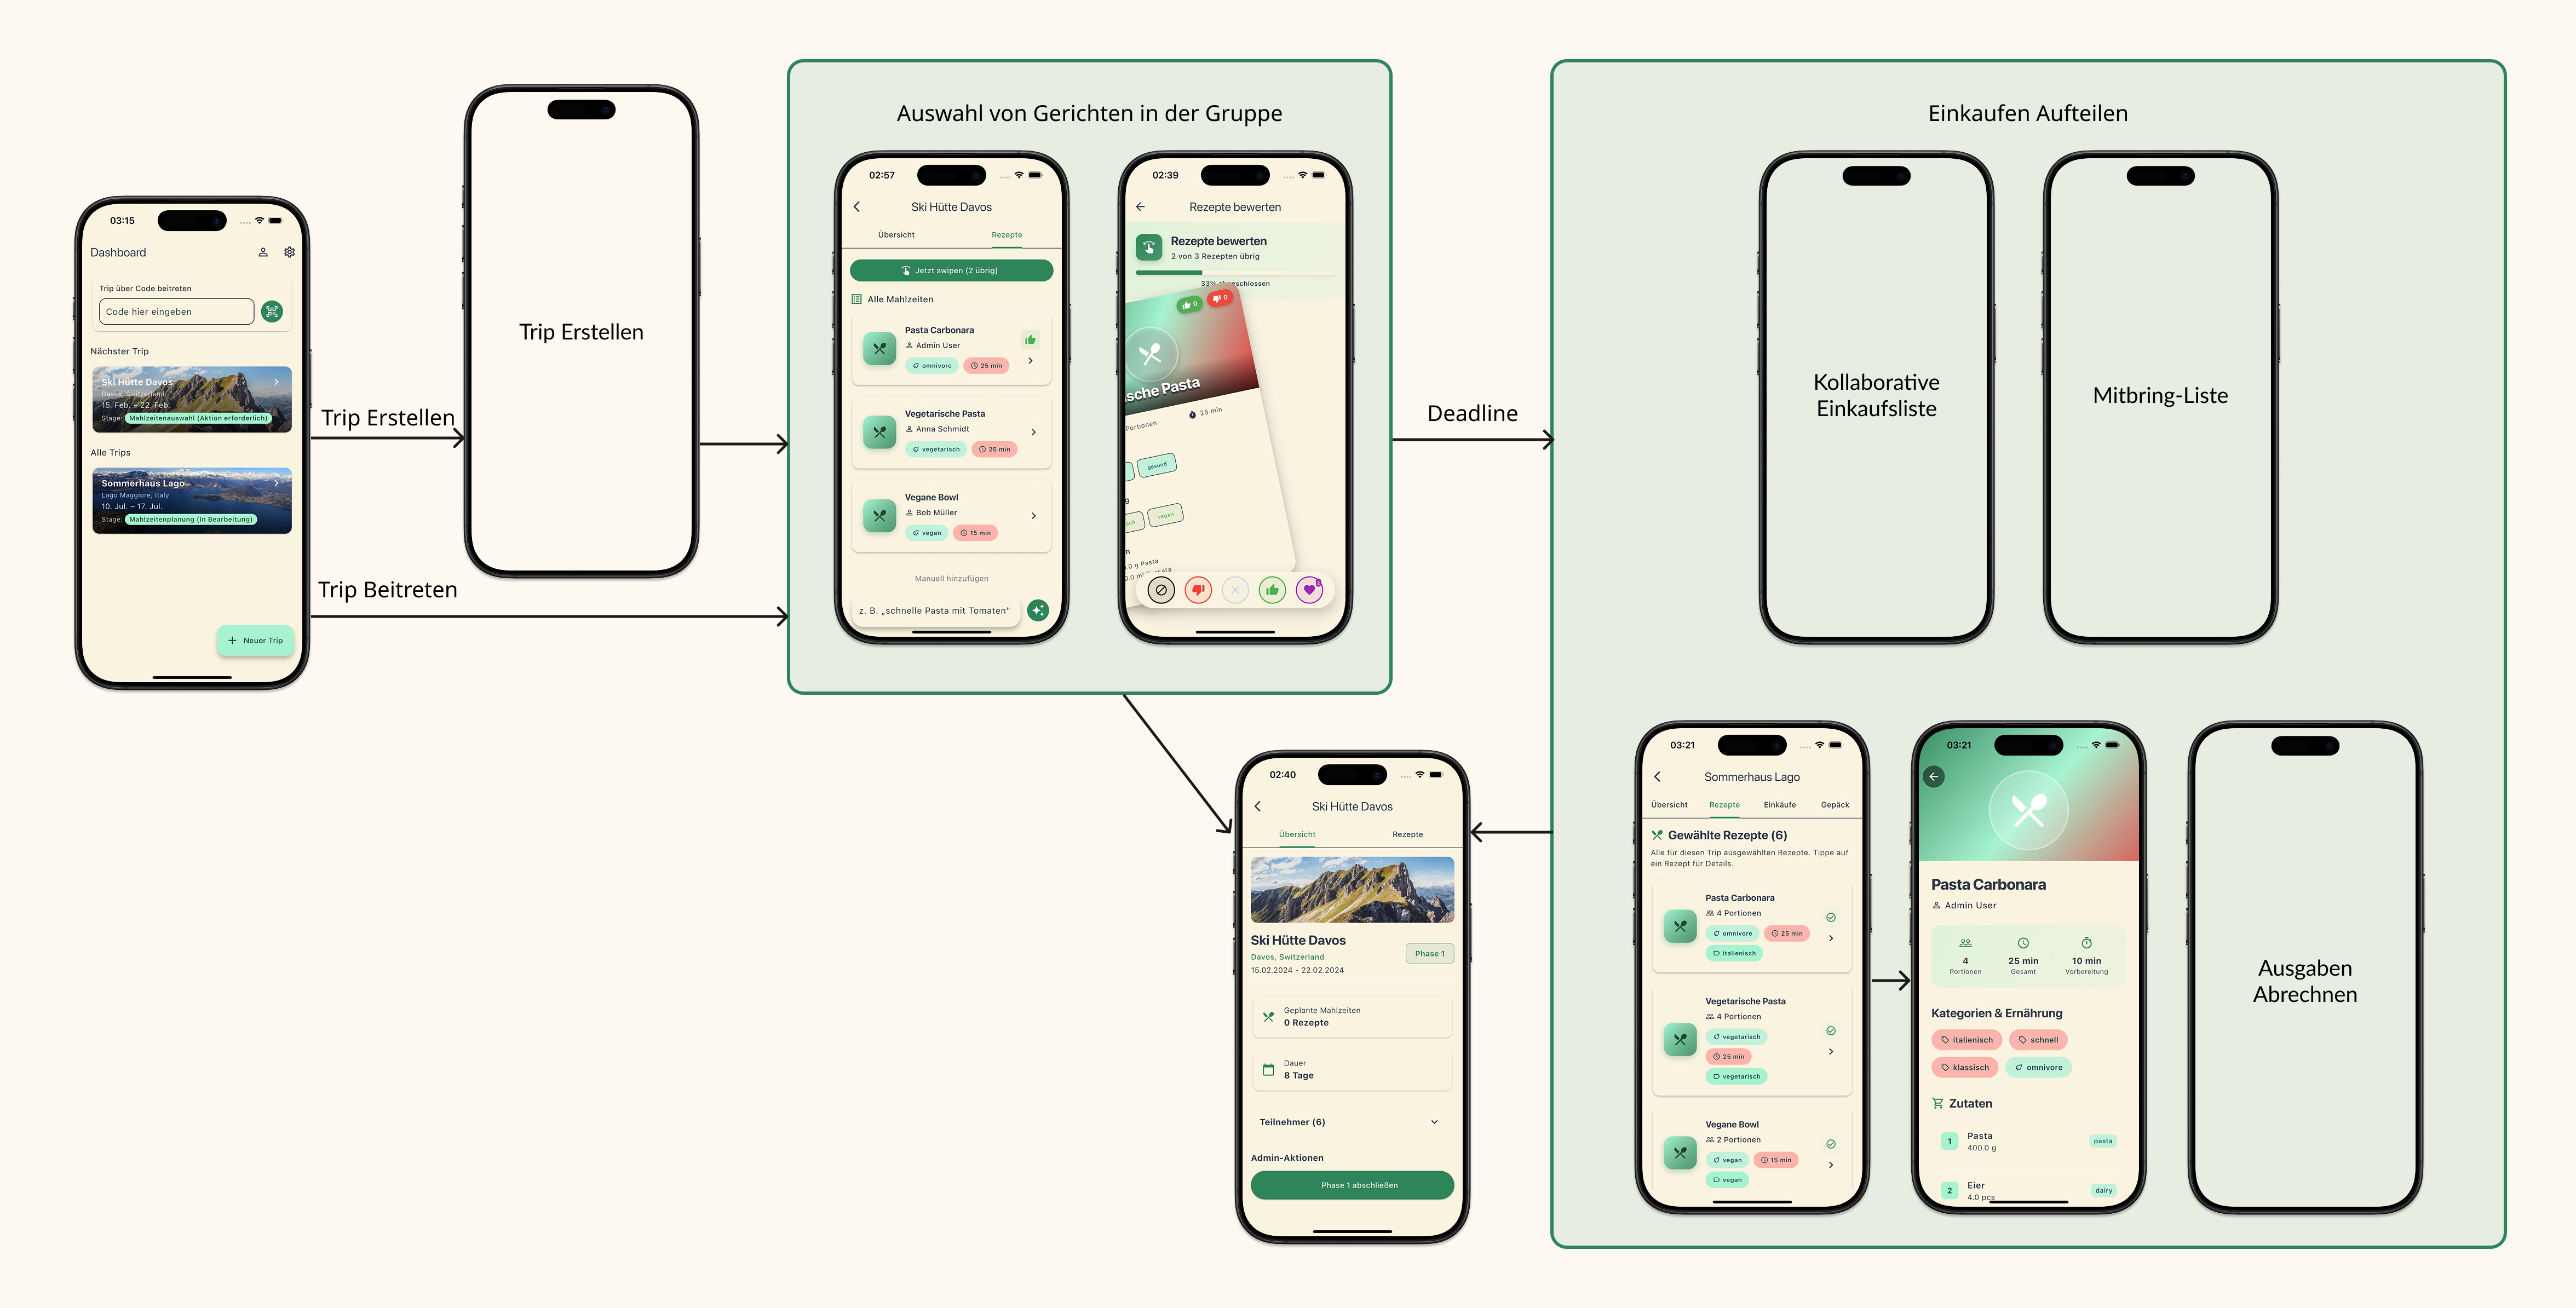 03:15
Dashboard
Trip über Code beitreten
Code hier eingeben
Nächster Trip
Ski Hütte Davos
Davos, Switzerland
15. Feb. – 22. Feb.
Stage: Mahlzeitenauswahl (Aktion erforderlich)
Alle Trips
Sommerhaus Lago
Lago Maggiore, Italy
10. Jul. – 17. Jul.
Stage: Mahlzeitenplanung (In Bearbeitung)
+ Neuer Trip
Trip Erstellen
Trip Beitreten
Trip Erstellen
Auswahl von Gerichten in der Gruppe
02:57
Ski Hütte Davos
Übersicht Rezepte
Jetzt swipen (2 übrig)
Alle Mahlzeiten
Pasta Carbonara
Admin User
omnivore 25 min
Vegetarische Pasta
Anna Schmidt
vegetarisch 25 min
Vegane Bowl
Bob Müller
vegan 15 min
Manuell hinzufügen
z. B. „schnelle Pasta mit Tomaten"
02:39
Rezepte bewerten
Rezepte bewerten
2 von 3 Rezepten übrig
33% abgeschlossen
0 0
ische Pasta
25 min
Portionen
gesund
g
sch vegan
n
.0 g Pasta
0.0 ml Passata
2
Deadline
02:40
Ski Hütte Davos
Übersicht Rezepte
Ski Hütte Davos
Davos, Switzerland
15.02.2024 - 22.02.2024
Phase 1
Geplante Mahlzeiten
0 Rezepte
Dauer
8 Tage
Teilnehmer (6)
Admin-Aktionen
Phase 1 abschließen
Einkaufen Aufteilen
Kollaborative
Einkaufsliste
Mitbring-Liste
03:21
Sommerhaus Lago
Übersicht Rezepte Einkäufe Gepäck
Gewählte Rezepte (6)
Alle für diesen Trip ausgewählten Rezepte. Tippe auf
ein Rezept für Details.
Pasta Carbonara
4 Portionen
omnivore 25 min
italienisch
Vegetarische Pasta
4 Portionen
vegetarisch
25 min
vegetarisch
Vegane Bowl
2 Portionen
vegan 15 min
vegan
03:21
Pasta Carbonara
Admin User
4 25 min 10 min
Portionen Gesamt Vorbereitung
Kategorien & Ernährung
italienisch schnell
klassisch omnivore
Zutaten
1 Pasta pasta
400.0 g
2 Eier dairy
4.0 pcs
Ausgaben
Abrechnen